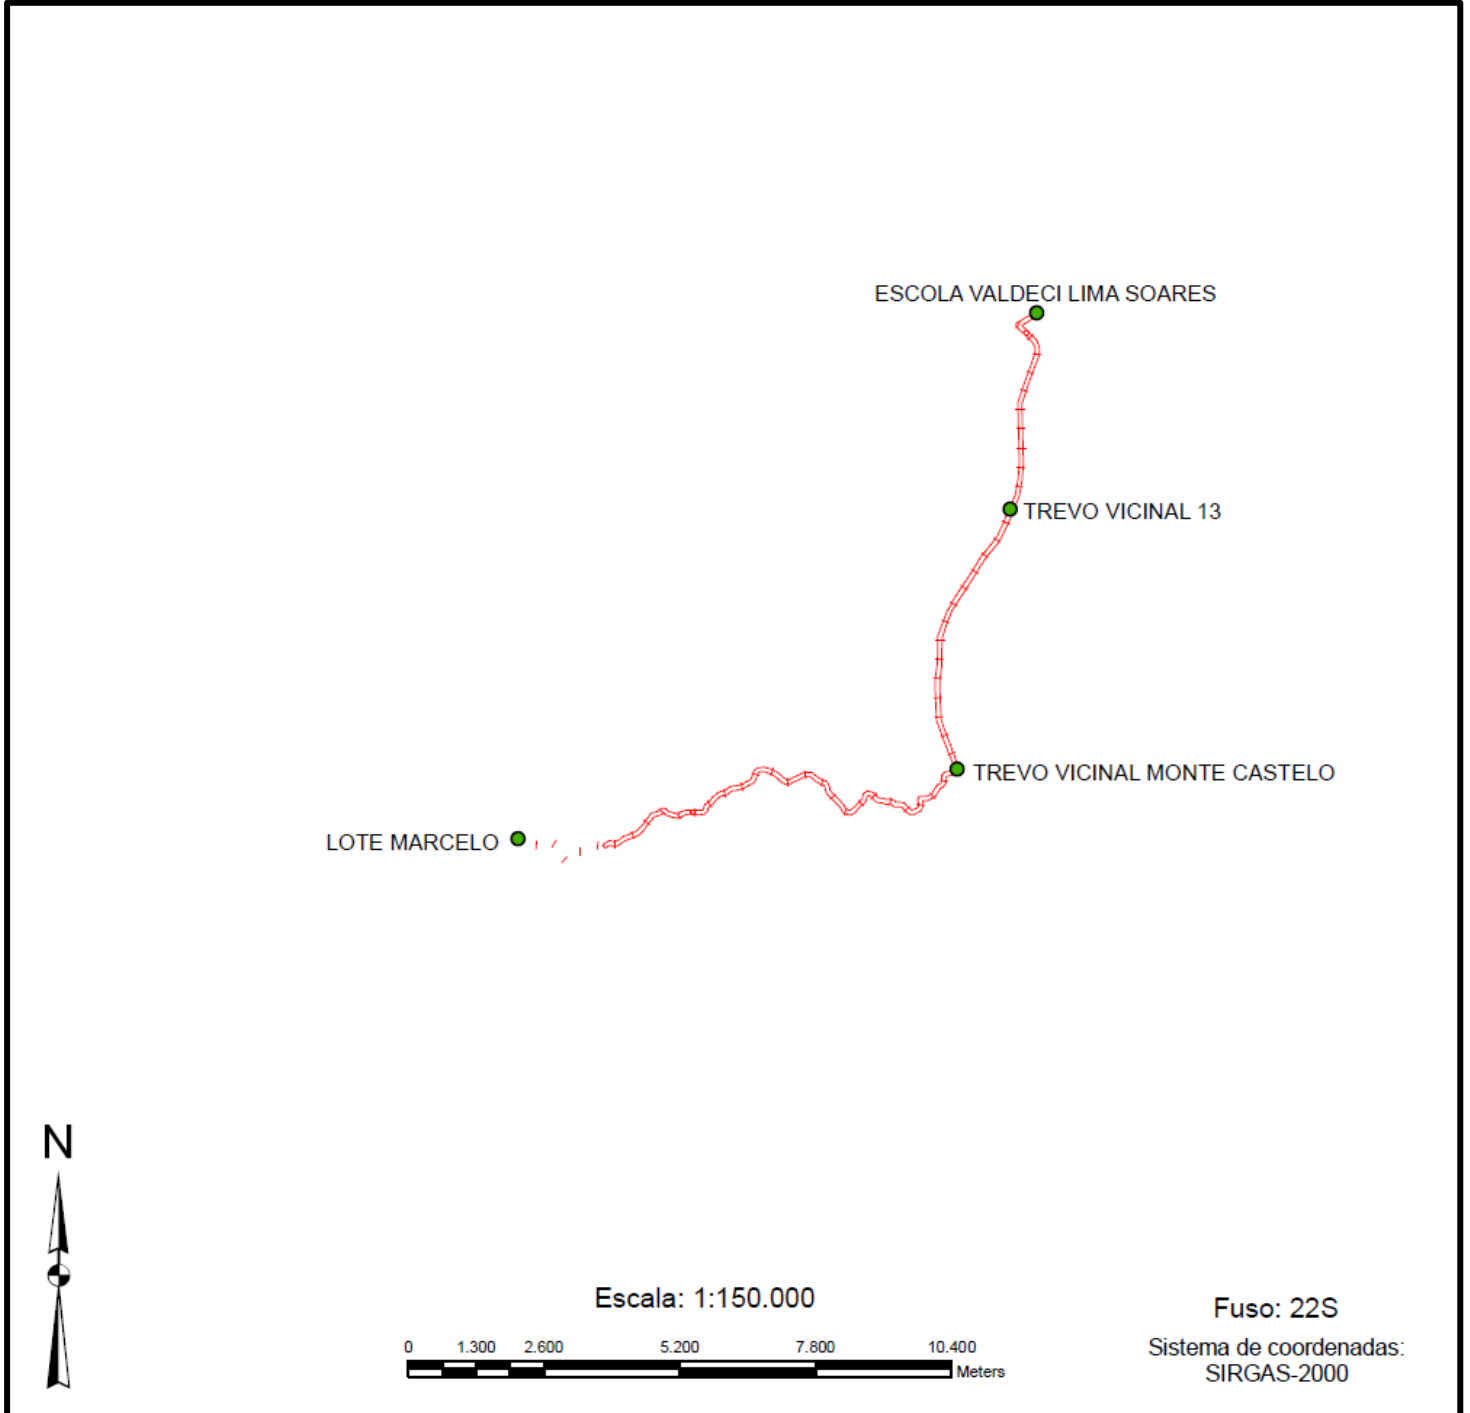 ESCOLA VALDECI LIMA SOARES
TREVO VICINAL 13
TREVO VICINAL MONTE CASTELO
LOTE MARCELO
N
Escala: 1:150.000
0 1.300 2.600 5.200 7.800 10.400
Meters
Fuso: 22S
Sistema de coordenadas:
SIRGAS-2000